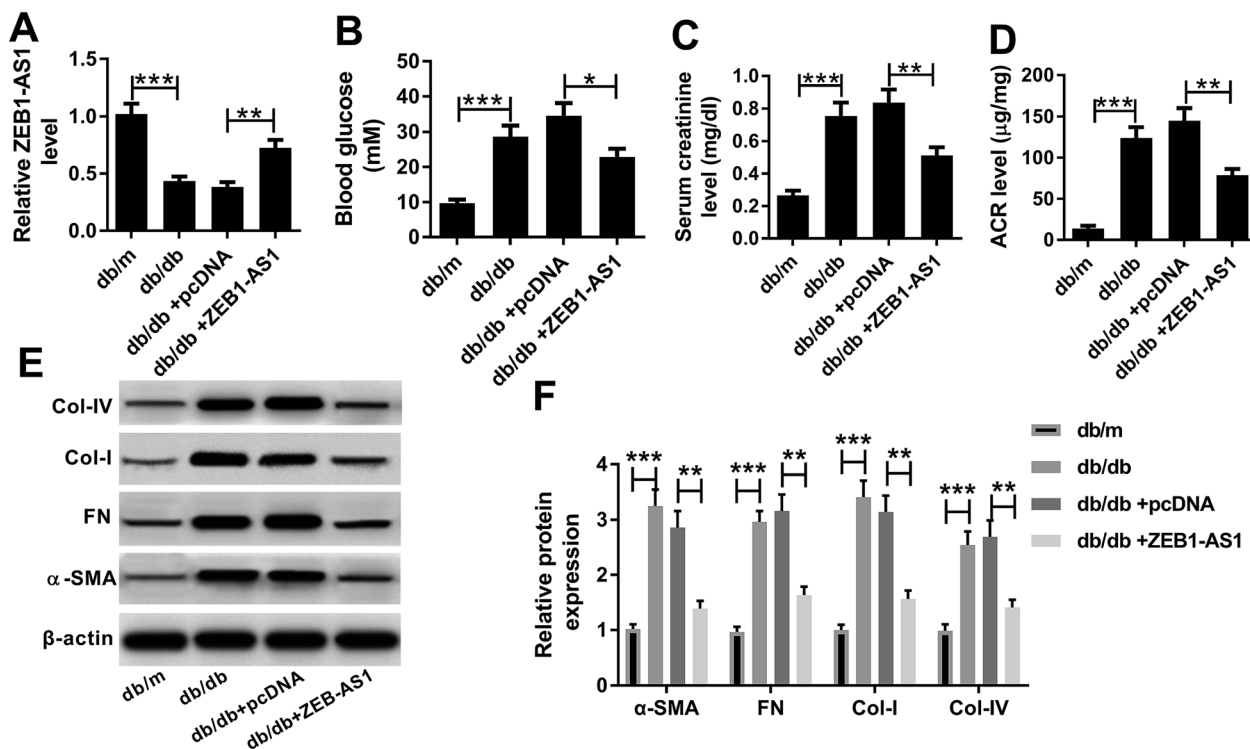 A
Relative ZEB1-AS1
level
1.5
1.0
0.5
0.0
***
**
db/m
db/db
db/db +pcDNA
db/db +ZEB1-AS1
B
Blood glucose
(mM)
50
40
30
20
10
0
***
*
db/m
db/db
db/db +pcDNA
db/db +ZEB1-AS1
C
Serum creatinine
level (mg/dl)
1.0
0.8
0.6
0.4
0.2
0.0
***
**
db/m
db/db
db/db +pcDNA
db/db +ZEB1-AS1
D
ACR level (μg/mg)
200
150
100
50
0
***
**
db/m
db/db
db/db +pcDNA
db/db +ZEB1-AS1
E
Col-IV
Col-I
FN
α-SMA
β-actin
db/m
db/db
db/db+pcDNA
db/db+ZEB-AS1
F
Relative protein
expression
4
3
2
1
0
***
**
***
**
***
**
***
**
α-SMA
FN
Col-I
Col-IV
db/m
db/db
db/db +pcDNA
db/db +ZEB1-AS1